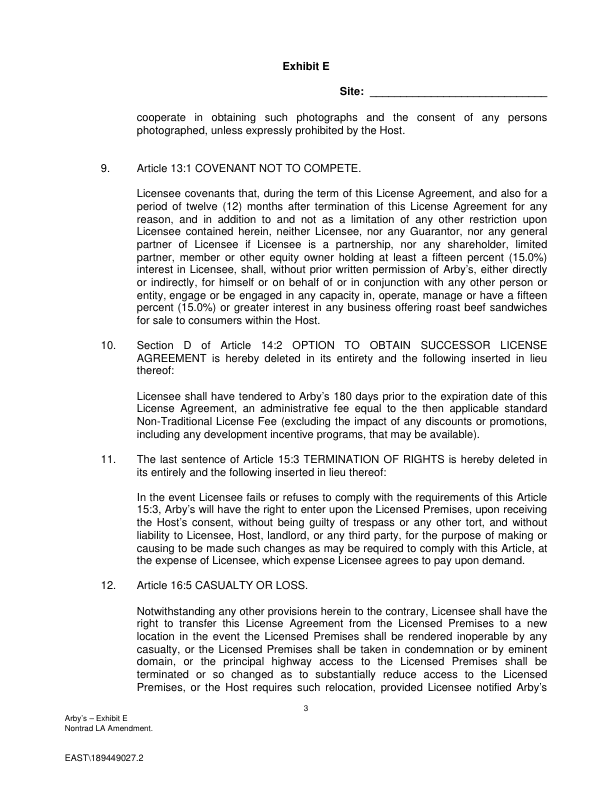 Exhibit E
Site: ____________________________
cooperate in obtaining such photographs and the consent of any persons
photographed, unless expressly prohibited by the Host.
9. Article 13:1 COVENANT NOT TO COMPETE.
Licensee covenants that, during the term of this License Agreement, and also for a
period of twelve (12) months after termination of this License Agreement for any
reason, and in addition to and not as a limitation of any other restriction upon
Licensee contained herein, neither Licensee, nor any Guarantor, nor any general
partner of Licensee if Licensee is a partnership, nor any shareholder, limited
partner, member or other equity owner holding at least a fifteen percent (15.0%)
interest in Licensee, shall, without prior written permission of Arby's, either directly
or indirectly, for himself or on behalf of or in conjunction with any other person or
entity, engage or be engaged in any capacity in, operate, manage or have a fifteen
percent (15.0%) or greater interest in any business offering roast beef sandwiches
for sale to consumers within the Host.
10. Section D of Article 14:2 OPTION TO OBTAIN SUCCESSOR LICENSE
AGREEMENT is hereby deleted in its entirety and the following inserted in lieu
thereof:
Licensee shall have tendered to Arby's 180 days prior to the expiration date of this
License Agreement, an administrative fee equal to the then applicable standard
Non-Traditional License Fee (excluding the impact of any discounts or promotions,
including any development incentive programs, that may be available).
11. The last sentence of Article 15:3 TERMINATION OF RIGHTS is hereby deleted in
its entirely and the following inserted in lieu thereof:
In the event Licensee fails or refuses to comply with the requirements of this Article
15:3, Arby's will have the right to enter upon the Licensed Premises, upon receiving
the Host's consent, without being guilty of trespass or any other tort, and without
liability to Licensee, Host, landlord, or any third party, for the purpose of making or
causing to be made such changes as may be required to comply with this Article, at
the expense of Licensee, which expense Licensee agrees to pay upon demand.
12. Article 16:5 CASUALTY OR LOSS.
Notwithstanding any other provisions herein to the contrary, Licensee shall have the
right to transfer this License Agreement from the Licensed Premises to a new
location in the event the Licensed Premises shall be rendered inoperable by any
casualty, or the Licensed Premises shall be taken in condemnation or by eminent
domain, or the principal highway access to the Licensed Premises shall be
terminated or so changed as to substantially reduce access to the Licensed
Premises, or the Host requires such relocation, provided Licensee notified Arby's
3
Arby's – Exhibit E
Nontrad LA Amendment.
EAST\189449027.2